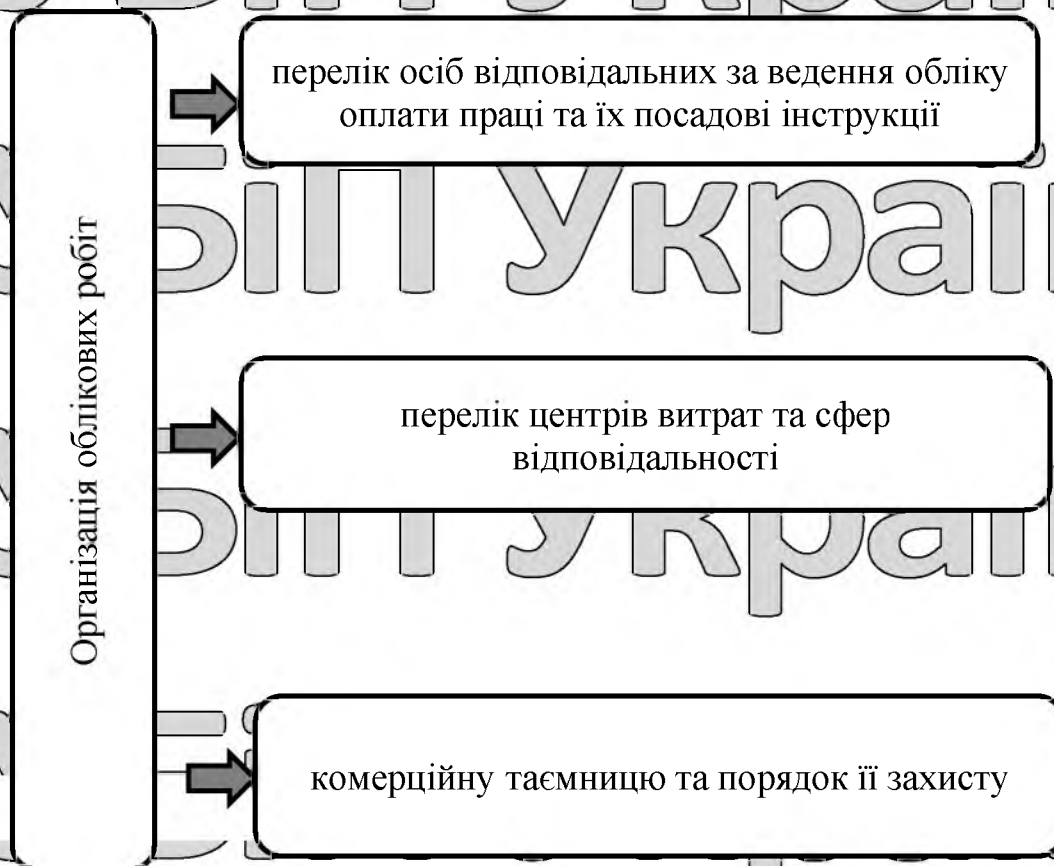 Організація облікових робіт
перелік осіб відповідальних за ведення обліку
оплати праці та їх посадові інструкції
перелік центрів витрат та сфер
відповідальності
комерційну таємницю та порядок її захисту